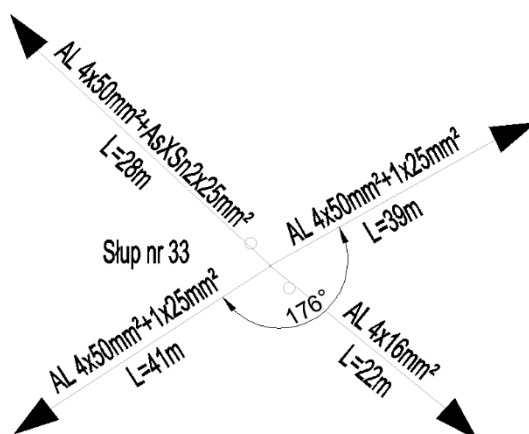 AL 4x50mm²+AsXSn2x25mm²
L=28m
AL 4x50mm²+1x25mm²
L=39m
Słup nr 33
AL 4x50mm²+1x25mm²
L=41m
176°
AL 4x16mm²
L=22m